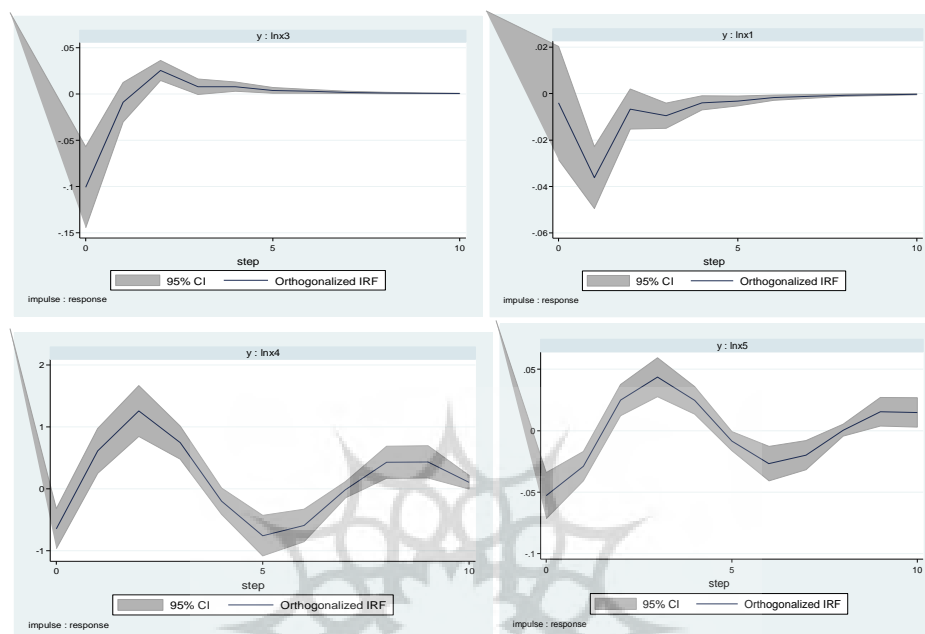 y : lnx3
.05
0
-.05
-.1
-.15
0
5
10
step
95% CI
Orthogonalized IRF
impulse : response
y : lnx1
.02
0
-.02
-.04
-.06
0
5
10
step
95% CI
Orthogonalized IRF
impulse : response
y : lnx4
2
1
0
-1
0
5
10
step
95% CI
Orthogonalized IRF
impulse : response
y : lnx5
.05
0
-.05
-.1
0
5
10
step
95% CI
Orthogonalized IRF
impulse : response